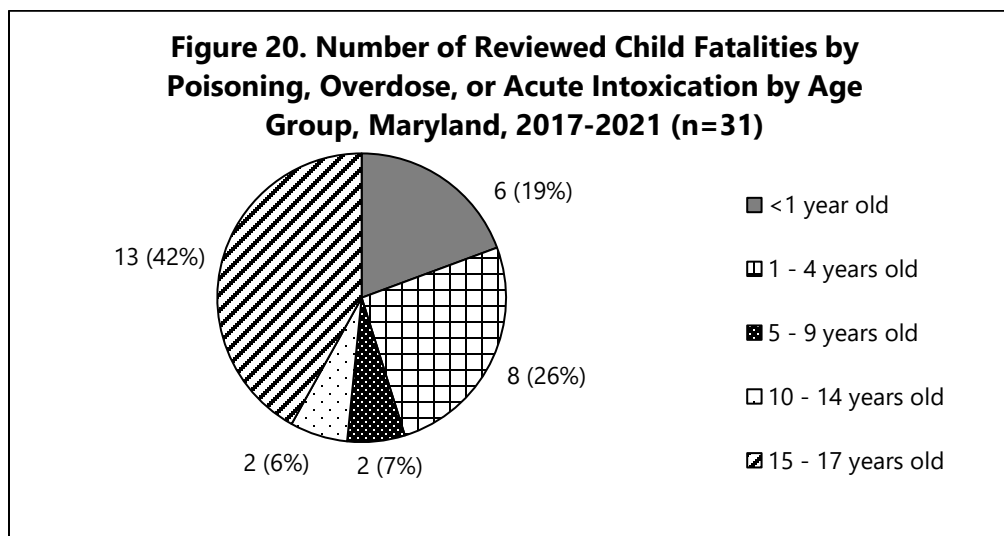 Figure 20. Number of Reviewed Child Fatalities by
Poisoning, Overdose, or Acute Intoxication by Age
Group, Maryland, 2017-2021 (n=31)
6 (19%)
8 (26%)
2 (7%)
2 (6%)
13 (42%)
<1 year old
1 - 4 years old
5 - 9 years old
10 - 14 years old
15 - 17 years old